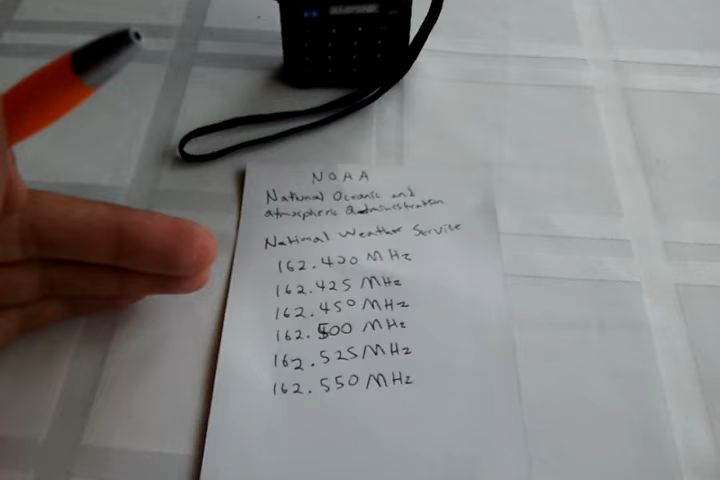 NOAA
National Oceanic and
atmospheric administration
National Weather Service
162.400 MHz
162.425 MHz
162.450 MHz
162.500 MHz
162.525 MHz
162.550 MHz